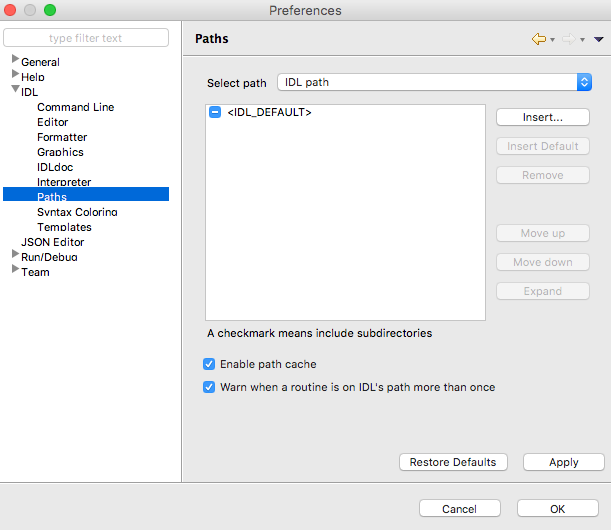 Preferences
type filter text
General
Help
IDL
Command Line
Editor
Formatter
Graphics
IDLdoc
Interpreter
Paths
Syntax Coloring
Templates
JSON Editor
Run/Debug
Team
Paths
Select path
IDL path
<IDL_DEFAULT>
Insert...
Insert Default
Remove
Move up
Move down
Expand
A checkmark means include subdirectories
Enable path cache
Warn when a routine is on IDL's path more than once
Restore Defaults
Apply
Cancel
OK